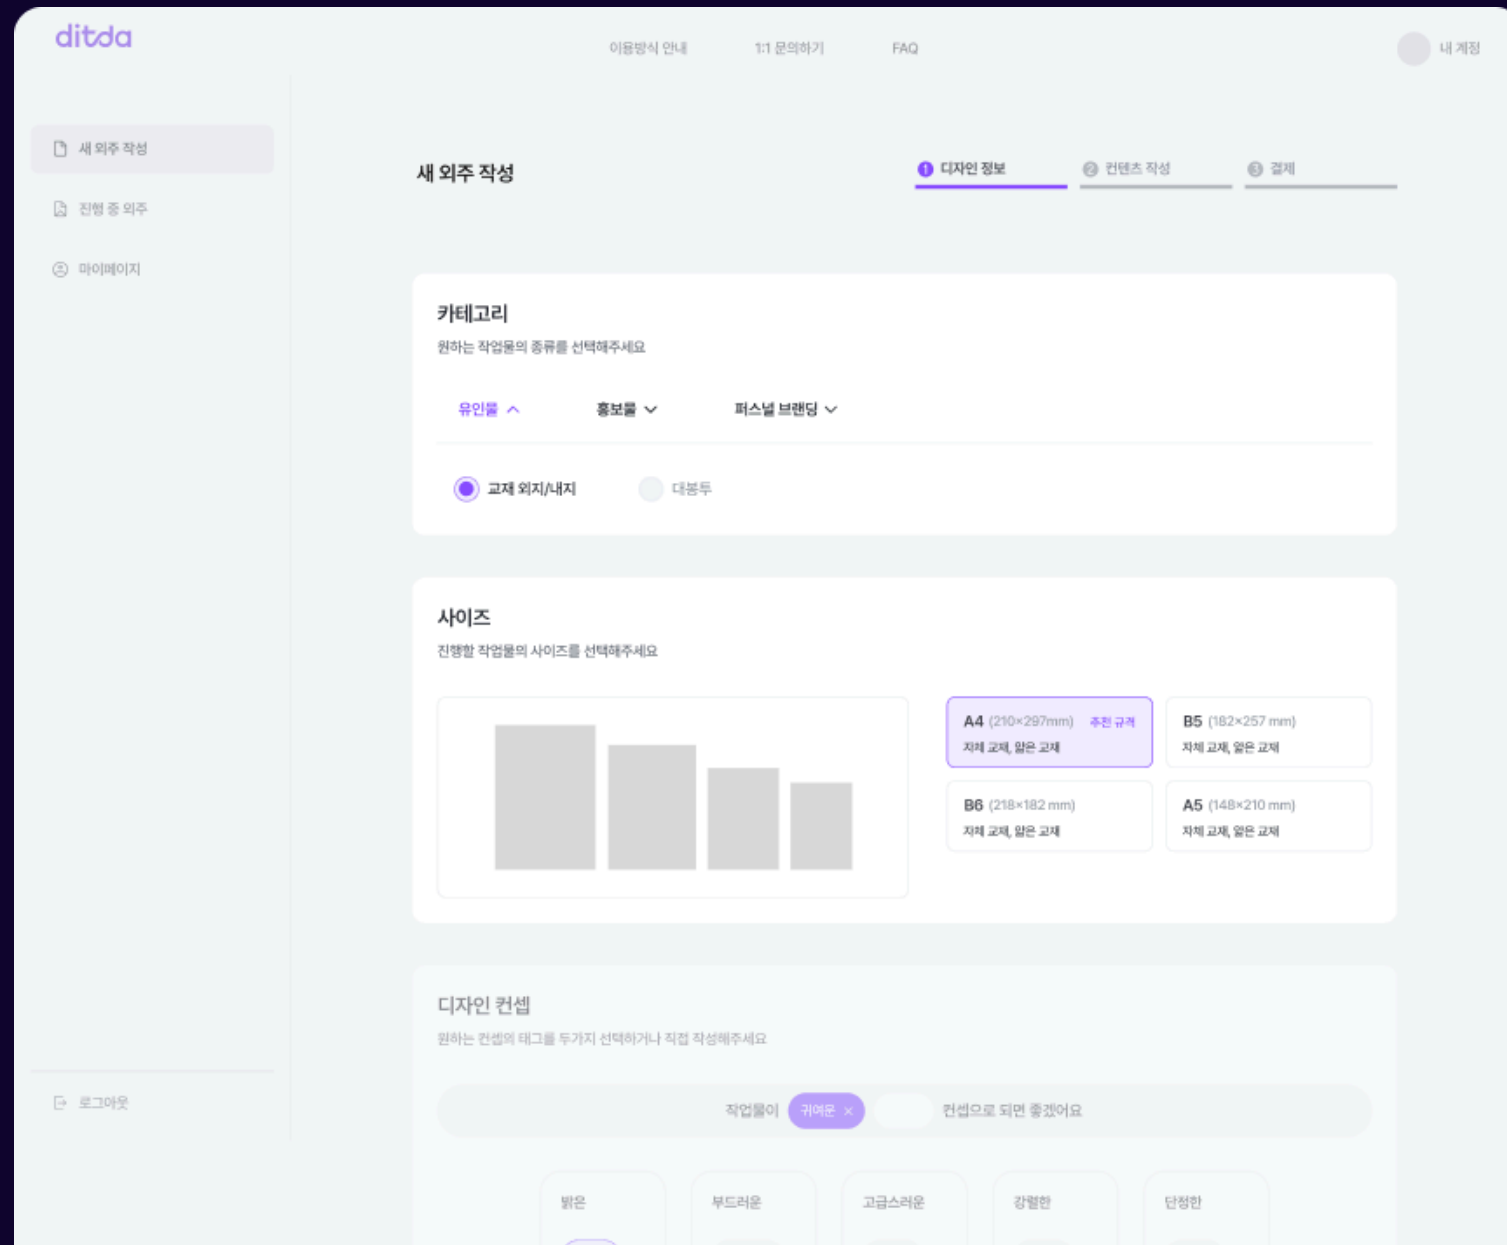 ditda
이용방식 안내
1:1 문의하기
FAQ
내 계정
새 외주 작성
진행 중 외주
마이페이지
로그아웃
새 외주 작성
1 디자인 정보
2 컨텐츠 작성
3 결제
카테고리
원하는 작업물의 종류를 선택해주세요
유인물
홍보물
퍼스널 브랜딩
교재 외지/내지
대봉투
사이즈
진행할 작업물의 사이즈를 선택해주세요
A4 (210×297mm) 추천 규격
자체 교재, 얇은 교재
B5 (182×257 mm)
자체 교재, 얇은 교재
B6 (218×182 mm)
자체 교재, 얇은 교재
A5 (148×210 mm)
자체 교재, 얇은 교재
디자인 컨셉
원하는 컨셉의 태그를 두가지 선택하거나 직접 작성해주세요
작업물이 귀여운 × 컨셉으로 되면 좋겠어요
밝은
부드러운
고급스러운
강렬한
단정한